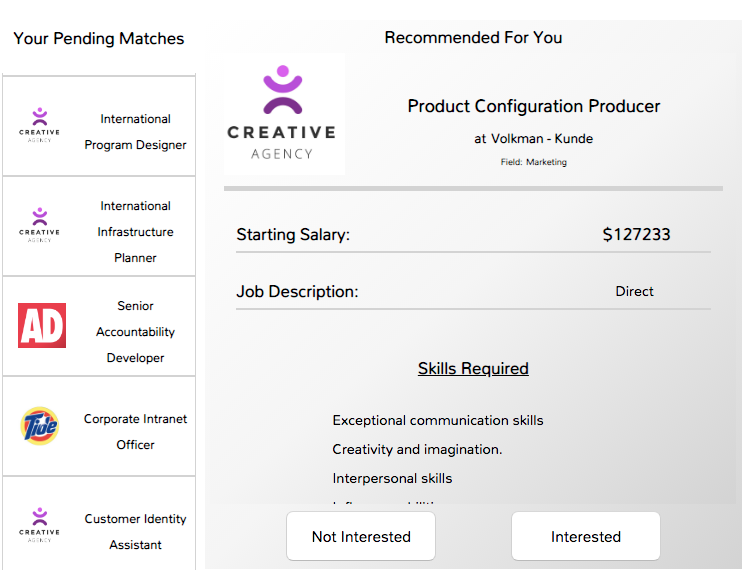 Your Pending Matches
CREATIVE
AGENCY
International
Program Designer
CREATIVE
AGENCY
International
Infrastructure
Planner
AD
Senior
Accountability
Developer
Tide
Corporate Intranet
Officer
CREATIVE
AGENCY
Customer Identity
Assistant
Recommended For You
CREATIVE
AGENCY
Product Configuration Producer
at Volkman - Kunde
Field: Marketing
Starting Salary: $127233
Job Description: Direct
Skills Required
Exceptional communication skills
Creativity and imagination.
Interpersonal skills
Not Interested Interested